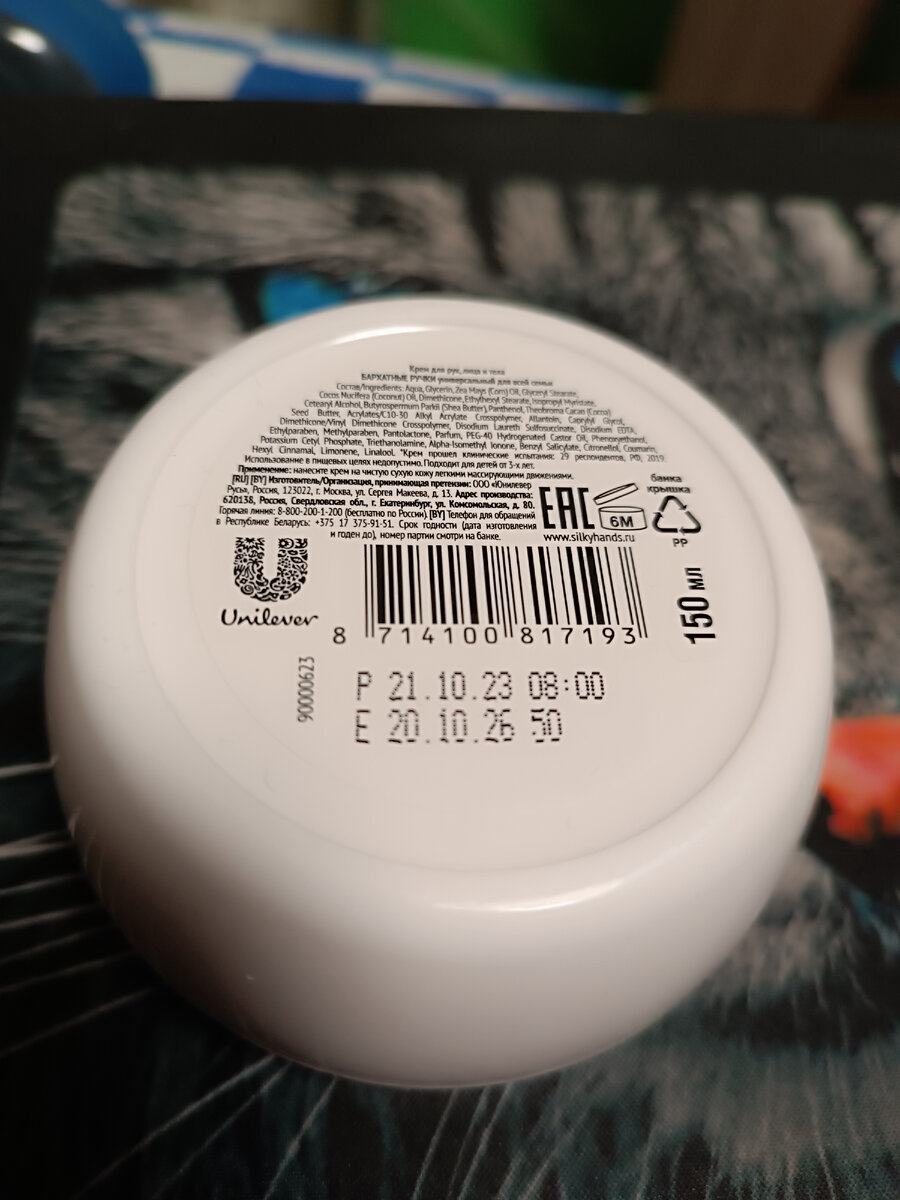 Крем для рук, лица и тела
БАРХАТНЫЕ РУЧКИ универсальный для всей семьи
Состав/Ingredients: Aqua, Glycerin, Zea Mays (Corn) Oil, Glyceryl Stearate,
Cocos Nucifera (Coconut) Oil, Dimethicone, Ethylhexyl Stearate, Isopropyl Myristate,
Cetearyl Alcohol, Butyrospermum Parkii (Shea Butter), Panthenol, Theobroma Cacao (Cocoa)
Seed Butter, Acrylates/C10-30 Alkyl Acrylate Crosspolymer, Allantoin, Caprylyl Glycol,
Dimethicone/Vinyl Dimethicone Crosspolymer, Disodium Laureth Sulfosuccinate, Disodium EDTA,
Ethylparaben, Methylparaben, Pantolactone, Parfum, PEG-40 Hydrogenated Castor Oil, Phenoxyethanol,
Potassium Cetyl Phosphate, Triethanolamine, Alpha-Isomethyl Ionone, Benzyl Salicylate, Citronellol, Coumarin,
Hexyl Cinnamal, Limonene, Linalool. *Крем прошел клинические испытания: 29 респондентов, РФ, 2019.
Использование в пищевых целях недопустимо. Подходит для детей от 3-х лет.
Применение: нанесите крем на чистую сухую кожу легкими массирующими движениями.
[RU] [BY] Изготовитель/Организация, принимающая претензии: ООО «Юнилевер
Русь», Россия, 123022, г. Москва, ул. Сергея Макеева, д. 13. Адрес производства:
620138, Россия, Свердловская обл., г. Екатеринбург, ул. Комсомольская, д. 80.
Горячая линия: 8-800-200-1-200 (бесплатно по России). [BY] Телефон для обращений
в Республике Беларусь: +375 17 375-91-51. Срок годности (дата изготовления
и годен до), номер партии смотри на банке.
EAC
6M
www.silkyhands.ru
банка
крышка
PP
Unilever
8 714100 817193
150 мл
90000623
P 21.10.23 08:00
E 20.10.26 50